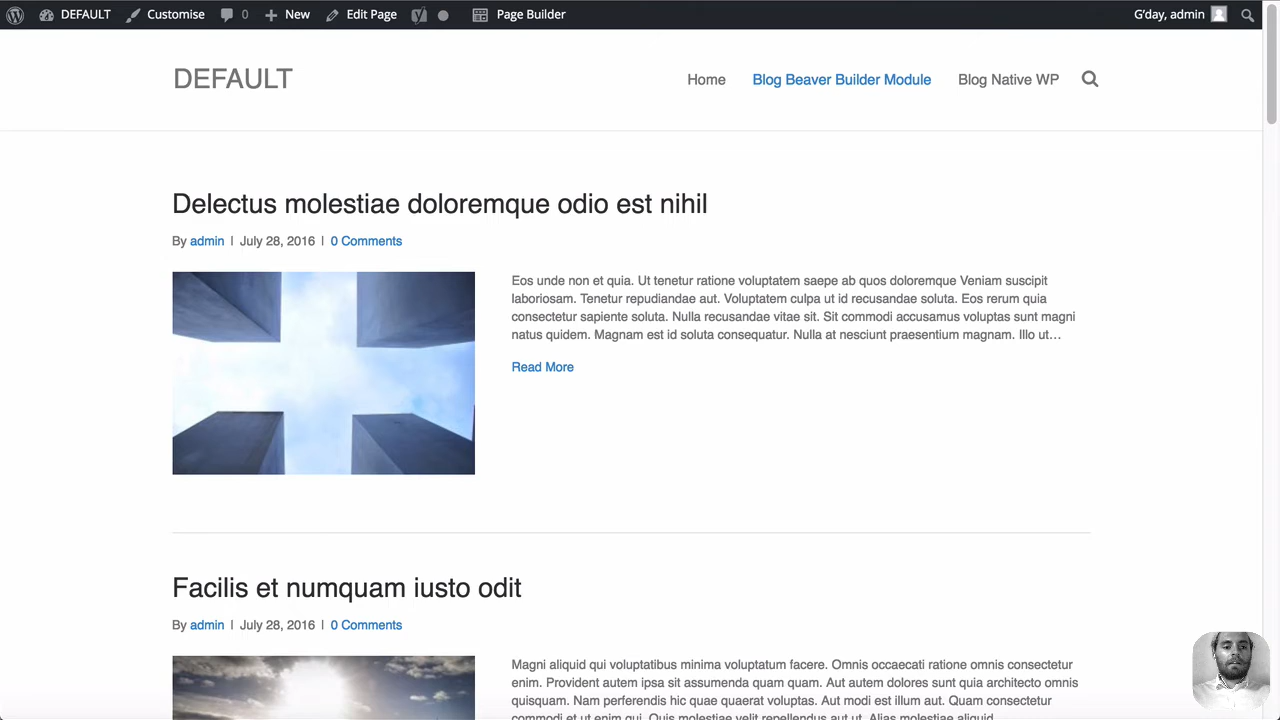 DEFAULT Customise 0 New Edit Page Page Builder G'day, admin
DEFAULT
Home Blog Beaver Builder Module Blog Native WP
Delectus molestiae doloremque odio est nihil
By admin | July 28, 2016 | 0 Comments
Eos unde non et quia. Ut tenetur ratione voluptatem saepe ab quos doloremque Veniam suscipit
laboriosam. Tenetur repudiandae aut. Voluptatem culpa ut id recusandae soluta. Eos rerum quia
consectetur sapiente soluta. Nulla recusandae vitae sit. Sit commodi accusamus voluptas sunt magni
natus quidem. Magnam est id soluta consequatur. Nulla at nesciunt praesentium magnam. Illo ut…
Read More
Facilis et numquam iusto odit
By admin | July 28, 2016 | 0 Comments
Magni aliquid qui voluptatibus minima voluptatum facere. Omnis occaecati ratione omnis consectetur
enim. Provident autem ipsa sit assumenda quam quam. Aut autem dolores sunt quia architecto omnis
quisquam. Nam perferendis hic quae quaerat voluptas. Aut modi est illum aut. Quam consectetur
commodi et ut enim qui. Quis molestiae velit repellendus aut ut. Alias molestiae aliquid.